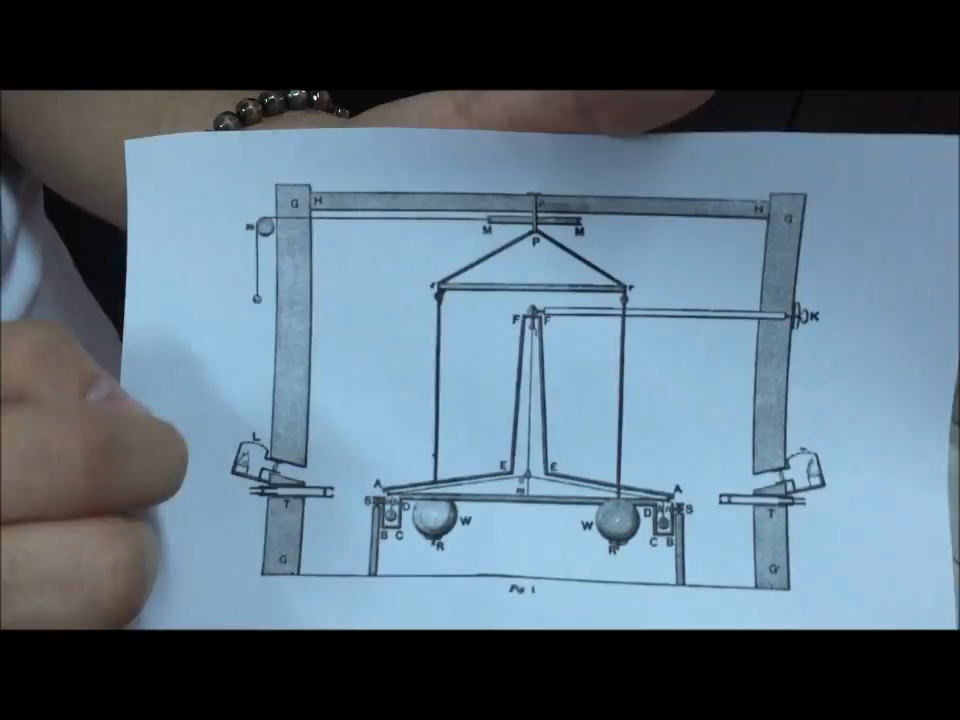 G H H G
M M
m P
r r
F F K
E E
L
A A
m
S D D S
T W W T
B C C B
R R
G G
Fig. 1